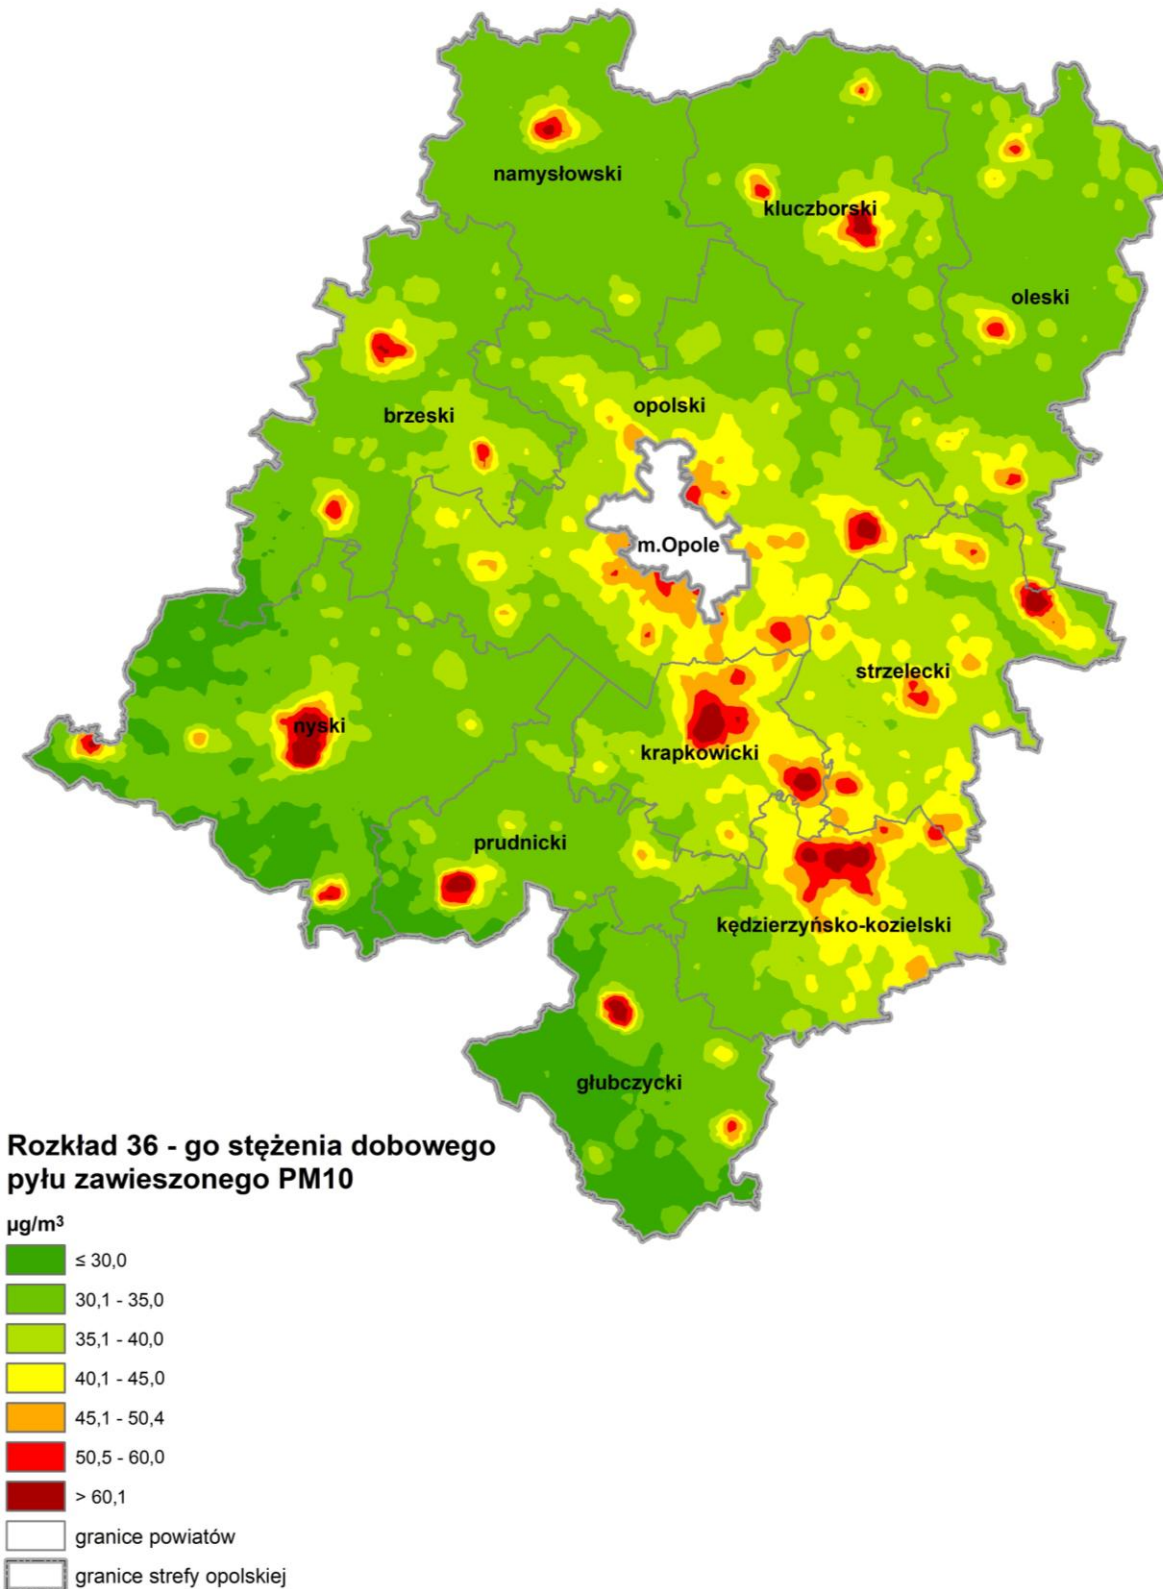 namysłowski
kluczborski
oleski
brzeski
opolski
m.Opole
strzelecki
nyski
krapkowicki
prudnicki
kędzierzyńsko-kozielski
głubczycki
Rozkład 36 - go stężenia dobowego
pyłu zawieszonego PM10
µg/m³
≤ 30,0
30,1 - 35,0
35,1 - 40,0
40,1 - 45,0
45,1 - 50,4
50,5 - 60,0
> 60,1
granice powiatów
granice strefy opolskiej